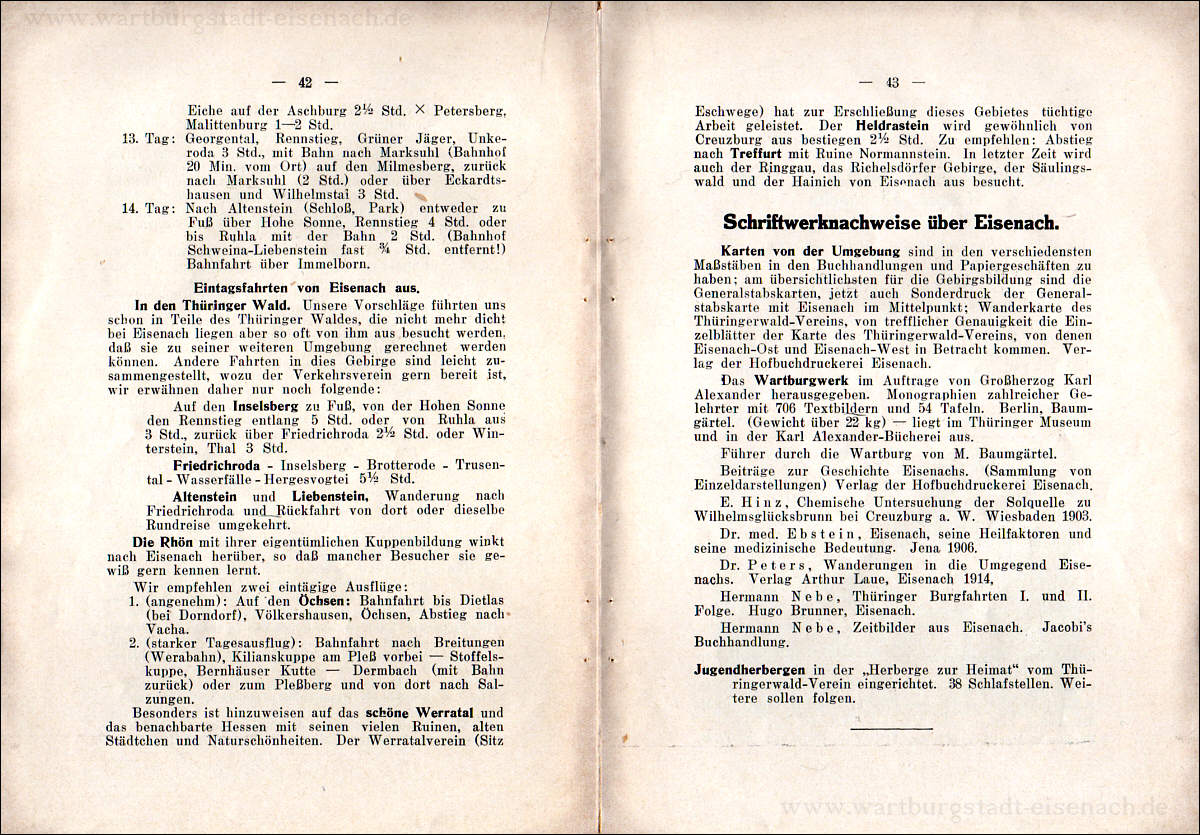 www.wartburgstadt-eisenach.de
— 42 —
Eiche auf der Aschburg 2½ Std. × Petersberg,
Malittenburg 1—2 Std.
13. Tag: Georgental, Rennstieg, Grüner Jäger, Unke-
roda 3 Std., mit Bahn nach Marksuhl (Bahnhof
20 Min. vom Ort) auf den Milmesberg, zurück
nach Marksuhl (2 Std.) oder über Eckardts-
hausen und Wilhelmstal 3 Std.
14. Tag: Nach Altenstein (Schloß, Park) entweder zu
Fuß über Hohe Sonne, Rennstieg 4 Std. oder
bis Ruhla mit der Bahn 2 Std. (Bahnhof
Schweina-Liebenstein fast ¾ Std. entfernt!)
Bahnfahrt über Immelborn.
Eintagsfahrten von Eisenach aus.
In den Thüringer Wald. Unsere Vorschläge führten uns
schon in Teile des Thüringer Waldes, die nicht mehr dicht
bei Eisenach liegen aber so oft von ihm aus besucht werden,
daß sie zu seiner weiteren Umgebung gerechnet werden
können. Andere Fahrten in dies Gebirge sind leicht zu-
sammengestellt, wozu der Verkehrsverein gern bereit ist,
wir erwähnen daher nur noch folgende:
Auf den Inselsberg zu Fuß, von der Hohen Sonne
den Rennstieg entlang 5 Std. oder von Ruhla aus
3 Std., zurück über Friedrichroda 2½ Std. oder Win-
terstein, Thal 3 Std.
Friedrichroda - Inselsberg - Brotterode - Trusen-
tal - Wasserfälle - Hergesvogtei 5½ Std.
Altenstein und Liebenstein, Wanderung nach
Friedrichroda und Rückfahrt von dort oder dieselbe
Rundreise umgekehrt.
Die Rhön mit ihrer eigentümlichen Kuppenbildung winkt
nach Eisenach herüber, so daß mancher Besucher sie ge-
wiß gern kennen lernt.
Wir empfehlen zwei eintägige Ausflüge:
1. (angenehm): Auf den Öchsen: Bahnfahrt bis Dietlas
(bei Dorndorf), Völkershausen, Öchsen, Abstieg nach
Vacha.
2. (starker Tagesausflug): Bahnfahrt nach Breitungen
(Werabahn), Kilianskuppe am Pleß vorbei — Stoffels-
kuppe, Bernhäuser Kutte — Dermbach (mit Bahn
zurück) oder zum Pleßberg und von dort nach Sal-
zungen.
Besonders ist hinzuweisen auf das schöne Werratal und
das benachbarte Hessen mit seinen vielen Ruinen, alten
Städtchen und Naturschönheiten. Der Werratalverein (Sitz
— 43 —
Eschwege) hat zur Erschließung dieses Gebietes tüchtige
Arbeit geleistet. Der Heldrastein wird gewöhnlich von
Creuzburg aus bestiegen 2½ Std. Zu empfehlen: Abstieg
nach Treffurt mit Ruine Normannstein. In letzter Zeit wird
auch der Ringgau, das Richelsdörfer Gebirge, der Säulings-
wald und der Hainich von Eisenach aus besucht.
Schriftwerknachweise über Eisenach.
Karten von der Umgebung sind in den verschiedensten
Maßstäben in den Buchhandlungen und Papiergeschäften zu
haben; am übersichtlichsten für die Gebirgsbildung sind die
Generalstabskarten, jetzt auch Sonderdruck der General-
stabskarte mit Eisenach im Mittelpunkt; Wanderkarte des
Thüringerwald-Vereins, von trefflicher Genauigkeit die Ein-
zelblätter der Karte des Thüringerwald-Vereins, von denen
Eisenach-Ost und Eisenach-West in Betracht kommen. Ver-
lag der Hofbuchdruckerei Eisenach.
Das Wartburgwerk im Auftrage von Großherzog Karl
Alexander herausgegeben. Monographien zahlreicher Ge-
lehrter mit 706 Textbildern und 54 Tafeln. Berlin, Baum-
gärtel. (Gewicht über 22 kg) — liegt im Thüringer Museum
und in der Karl Alexander-Bücherei aus.
Führer durch die Wartburg von M. Baumgärtel.
Beiträge zur Geschichte Eisenachs. (Sammlung von
Einzeldarstellungen) Verlag der Hofbuchdruckerei Eisenach.
E. Hinz, Chemische Untersuchung der Solquelle zu
Wilhelmsglücksbrunn bei Creuzburg a. W. Wiesbaden 1903.
Dr. med. Ebstein, Eisenach, seine Heilfaktoren und
seine medizinische Bedeutung. Jena 1906.
Dr. Peters, Wanderungen in die Umgegend Eise-
nachs. Verlag Arthur Laue, Eisenach 1914,
Hermann Nebe, Thüringer Burgfahrten I. und II.
Folge. Hugo Brunner, Eisenach.
Hermann Nebe, Zeitbilder aus Eisenach. Jacobi's
Buchhandlung.
Jugendherbergen in der „Herberge zur Heimat“ vom Thü-
ringerwald-Verein eingerichtet. 38 Schlafstellen. Wei-
tere sollen folgen.
www.wartburgstadt-eisenach.de